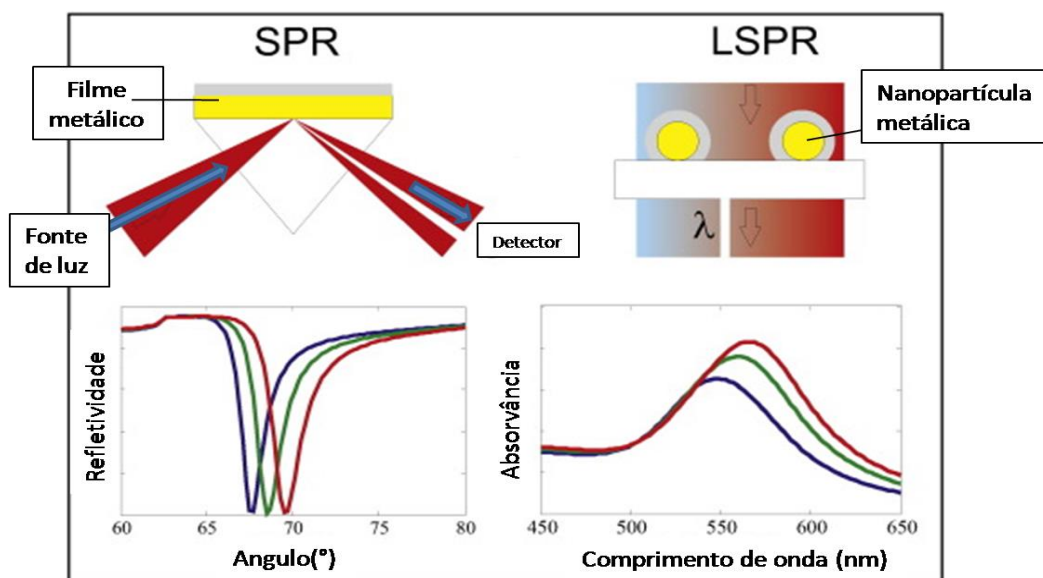 SPR
LSPR
Filme
metálico
Nanopartícula
metálica
Fonte
de luz
Detector
λ
Refletividade
60 65 70 75 80
Angulo(°)
Absorvância
450 500 550 600 650
Comprimento de onda (nm)